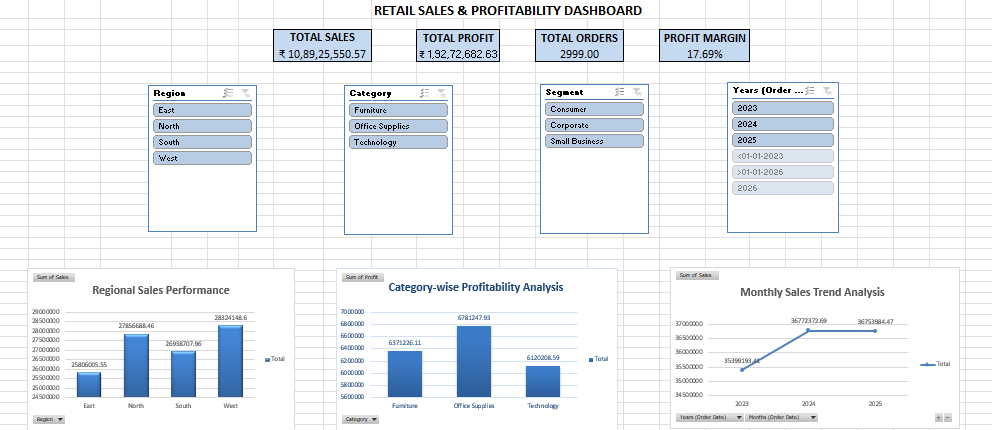 RETAIL SALES & PROFITABILITY DASHBOARD
TOTAL SALES
₹ 10,89,25,550.57
TOTAL PROFIT
₹ 1,92,72,682.63
TOTAL ORDERS
2999.00
PROFIT MARGIN
17.69%
Region
East
North
South
West
Category
Furniture
Office Supplies
Technology
Segment
Consumer
Corporate
Small Business
Years (Order ...
2023
2024
2025
<01-01-2023
>01-01-2026
2026
Sum of Sales
Regional Sales Performance
29000000
28500000
28000000
27500000
27000000
26500000
26000000
25500000
25000000
24500000
25806005.55
27856688.46
26938707.96
28324148.6
East
North
South
West
Total
Region
Sum of Profit
Category-wise Profitability Analysis
7000000
6800000
6600000
6400000
6200000
6000000
5800000
5600000
6371226.11
6781247.93
6120208.59
Furniture
Office Supplies
Technology
Total
Category
Sum of Sales
Monthly Sales Trend Analysis
37000000
36500000
36000000
35500000
35000000
34500000
35399193.41
36772372.69
36753984.47
2023
2024
2025
Total
Years (Order Date)
Months (Order Date)